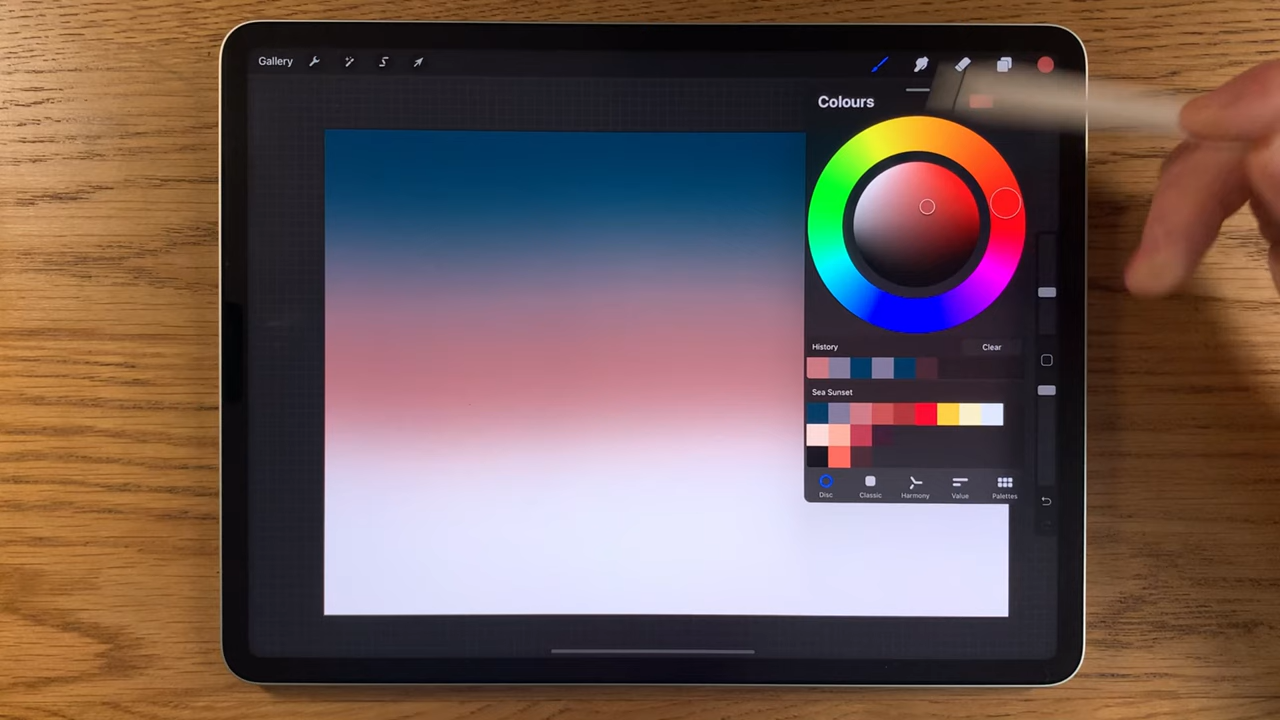 Gallery
Colours
History
Clear
Sea Sunset
Disc
Classic
Harmony
Value
Palettes